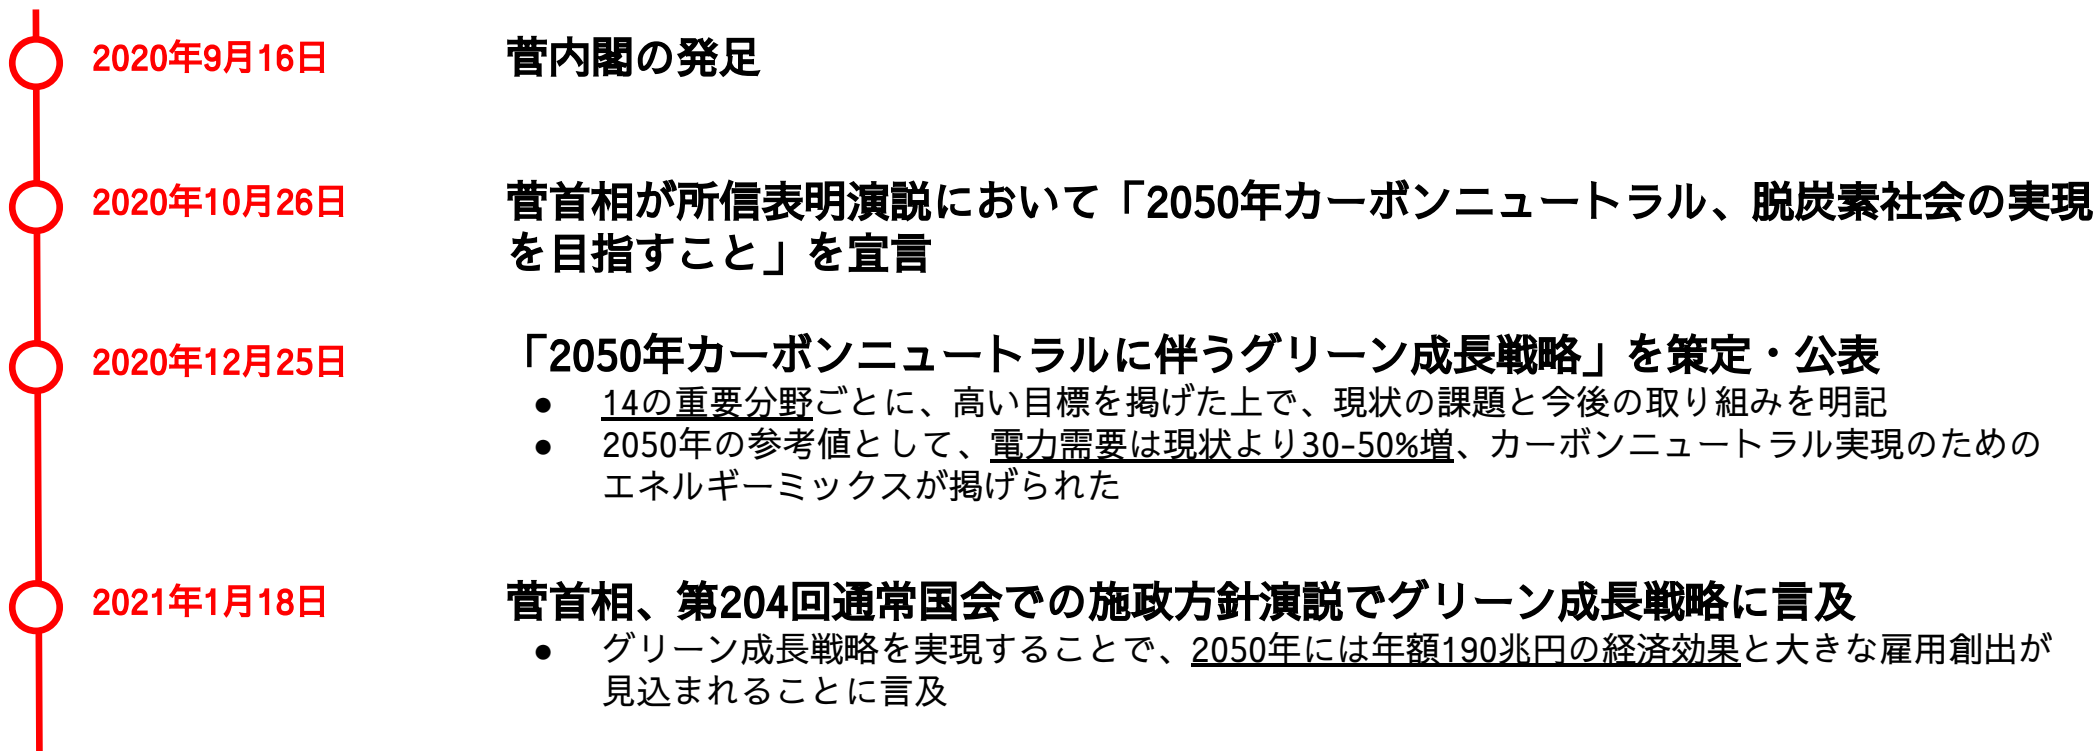 2020年9月16日
菅内閣の発足
2020年10月26日
菅首相が所信表明演説において「2050年カーボンニュートラル、脱炭素社会の実現
を目指すこと」を宣言
2020年12月25日
「2050年カーボンニュートラルに伴うグリーン成長戦略」を策定・公表
● 14の重要分野ごとに、高い目標を掲げた上で、現状の課題と今後の取り組みを明記
● 2050年の参考値として、電力需要は現状より30-50%増、カーボンニュートラル実現のための
エネルギーミックスが掲げられた
2021年1月18日
菅首相、第204回通常国会での施政方針演説でグリーン成長戦略に言及
● グリーン成長戦略を実現することで、2050年には年額190兆円の経済効果と大きな雇用創出が
見込まれることに言及